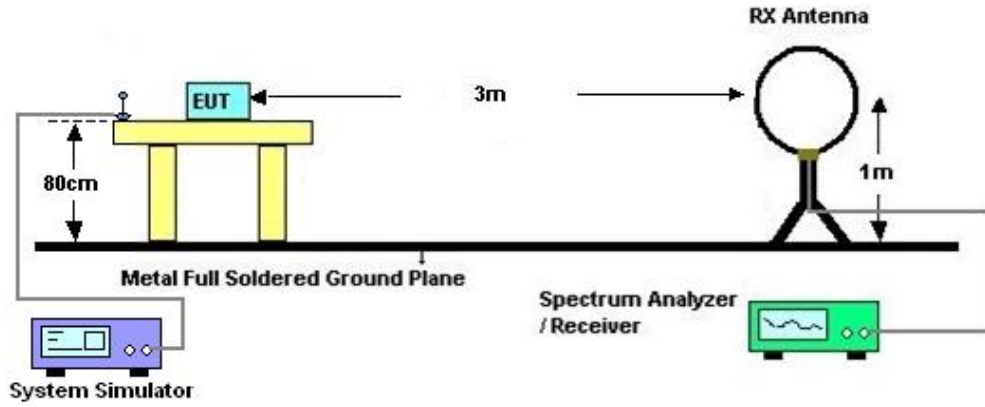 RX Antenna
EUT
3m
80cm
1m
Metal Full Soldered Ground Plane
Spectrum Analyzer
/ Receiver
System Simulator